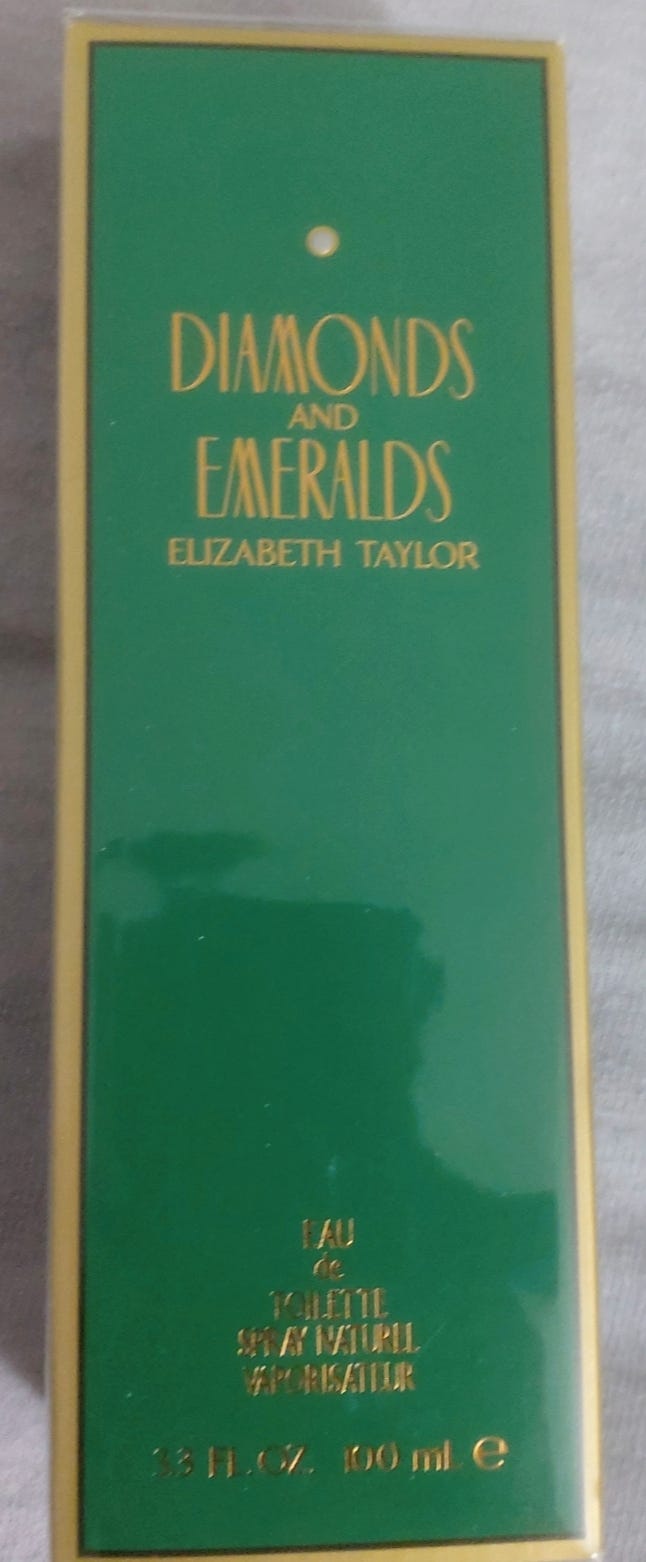 DIAMONDS
AND
EMERALDS
ELIZABETH TAYLOR
EAU
de
TOILETTE
SPRAY NATUREL
VAPORISATEUR
3.3 FL. OZ. 100 mL ℮